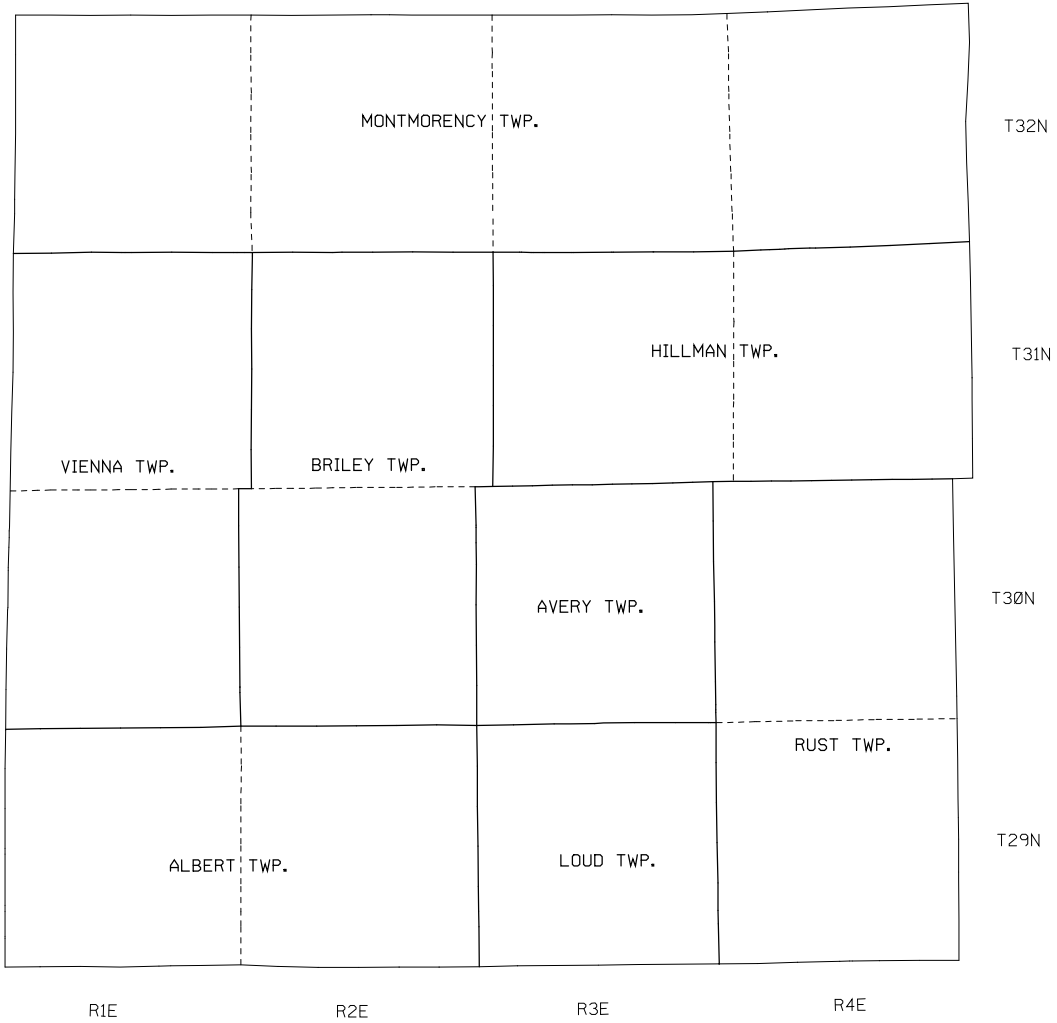 MONTMORENCY TWP.
T32N
HILLMAN TWP.
T31N
VIENNA TWP.
BRILEY TWP.
AVERY TWP.
T30N
RUST TWP.
T29N
ALBERT TWP.
LOUD TWP.
R1E
R2E
R3E
R4E